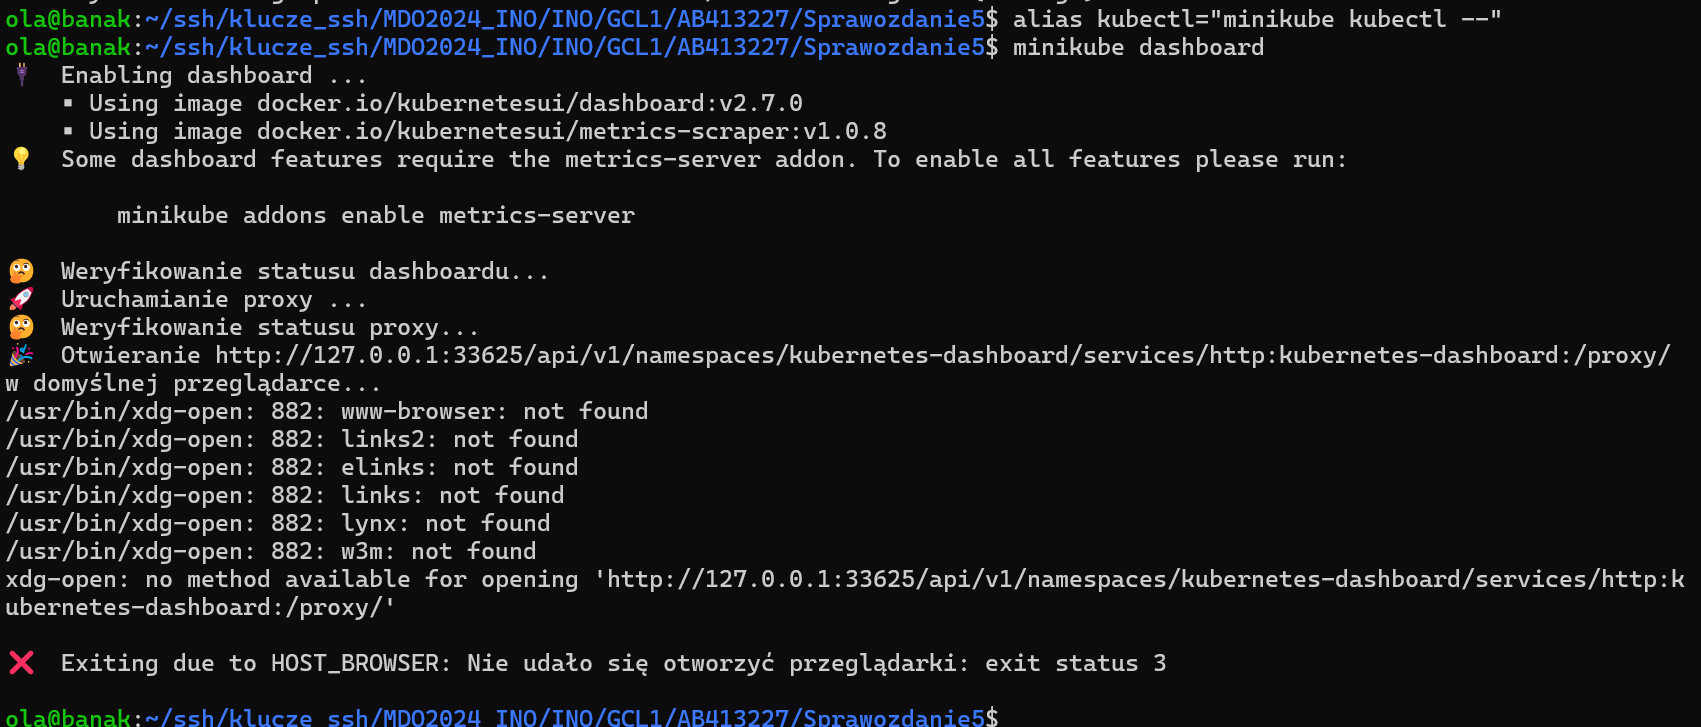 ola@banak:~/ssh/klucze_ssh/MDO2024_INO/INO/GCL1/AB413227/Sprawozdanie5$ alias kubectl="minikube kubectl --"
ola@banak:~/ssh/klucze_ssh/MDO2024_INO/INO/GCL1/AB413227/Sprawozdanie5$ minikube dashboard
Enabling dashboard ...
▪ Using image docker.io/kubernetesui/dashboard:v2.7.0
▪ Using image docker.io/kubernetesui/metrics-scraper:v1.0.8
Some dashboard features require the metrics-server addon. To enable all features please run:
minikube addons enable metrics-server
Weryfikowanie statusu dashboardu...
Uruchamianie proxy ...
Weryfikowanie statusu proxy...
Otwieranie http://127.0.0.1:33625/api/v1/namespaces/kubernetes-dashboard/services/http:kubernetes-dashboard:/proxy/
w domyślnej przeglądarce...
/usr/bin/xdg-open: 882: www-browser: not found
/usr/bin/xdg-open: 882: links2: not found
/usr/bin/xdg-open: 882: elinks: not found
/usr/bin/xdg-open: 882: links: not found
/usr/bin/xdg-open: 882: lynx: not found
/usr/bin/xdg-open: 882: w3m: not found
xdg-open: no method available for opening 'http://127.0.0.1:33625/api/v1/namespaces/kubernetes-dashboard/services/http:k
ubernetes-dashboard:/proxy/'
Exiting due to HOST_BROWSER: Nie udało się otworzyć przeglądarki: exit status 3
ola@banak:~/ssh/klucze_ssh/MDO2024_INO/INO/GCL1/AB413227/Sprawozdanie5$